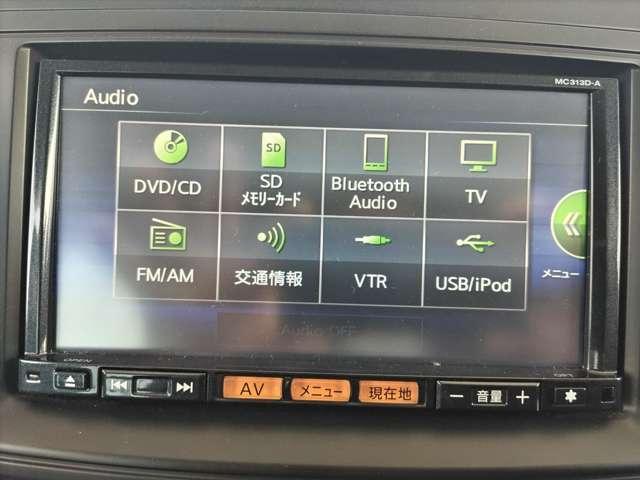 MC313D-A
Audio
DVD/CD
SD
SD
メモリーカード
Bluetooth
Audio
TV
FM/AM
交通情報
VTR
USB/iPod
メニュー
Audio OFF
OPEN
AV
メニュー
現在地
− 音量 +